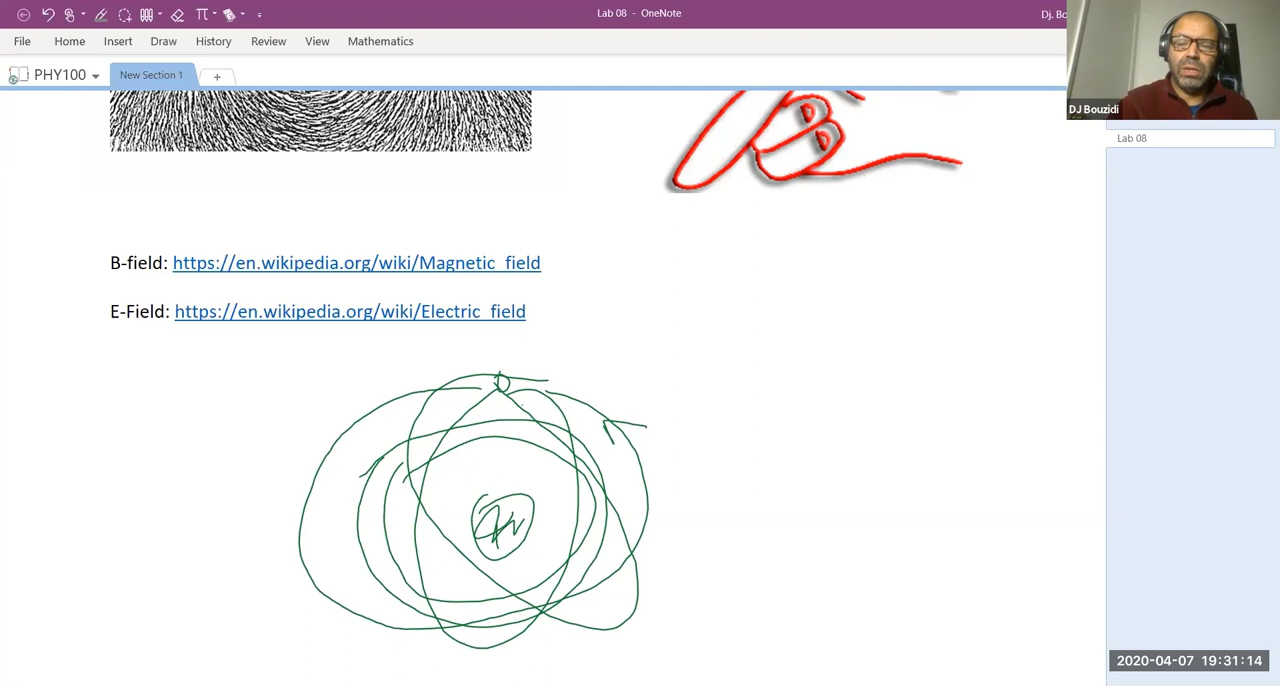 Lab 08 - OneNote
Dj. Bo
File Home Insert Draw History Review View Mathematics
PHY100
New Section 1
+
DJ Bouzidi
Lab 08
B-field: https://en.wikipedia.org/wiki/Magnetic_field
E-Field: https://en.wikipedia.org/wiki/Electric_field
2020-04-07 19:31:14